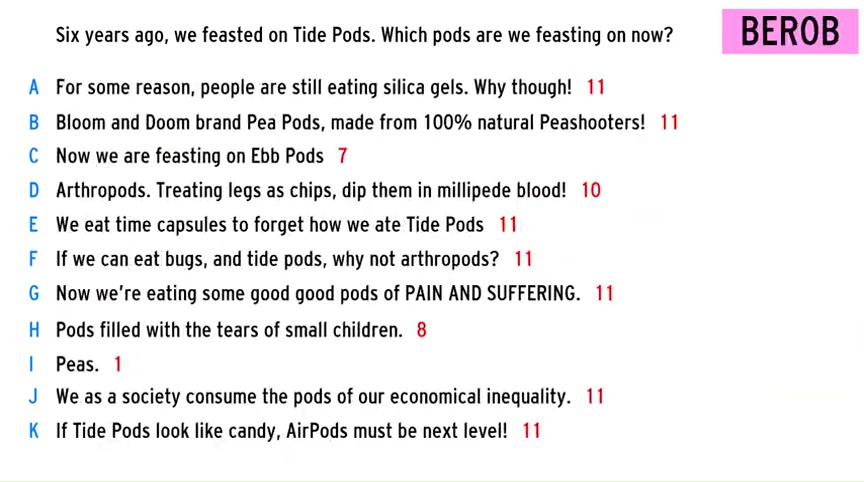 Six years ago, we feasted on Tide Pods. Which pods are we feasting on now?
BEROB
A For some reason, people are still eating silica gels. Why though! 11
B Bloom and Doom brand Pea Pods, made from 100% natural Peashooters! 11
C Now we are feasting on Ebb Pods 7
D Arthropods. Treating legs as chips, dip them in millipede blood! 10
E We eat time capsules to forget how we ate Tide Pods 11
F If we can eat bugs, and tide pods, why not arthropods? 11
G Now we're eating some good good pods of PAIN AND SUFFERING. 11
H Pods filled with the tears of small children. 8
I Peas. 1
J We as a society consume the pods of our economical inequality. 11
K If Tide Pods look like candy, AirPods must be next level! 11